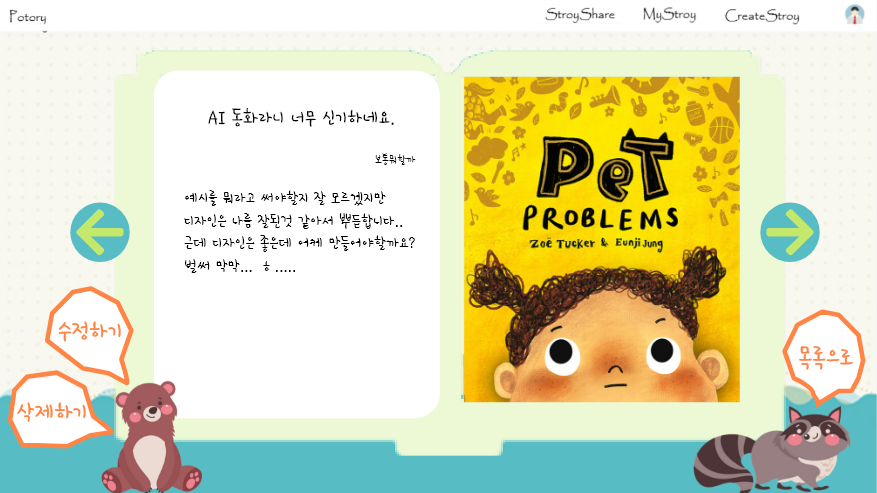 Potory
StroyShare
MyStroy
CreateStroy
AI 동화라니 너무 신기하네요.
보통뭐할까
예시를 뭐라고 써야할지 잘 모르겠지만
디자인은 나름 잘된것 같아서 뿌듯합니다..
근데 디자인은 좋은데 어케 만들어야할까요?
벌써 막막... ㅎ .....
PeT
PROBLEMS
Zoë Tucker & Eunji Jung
수정하기
삭제하기
목록으로